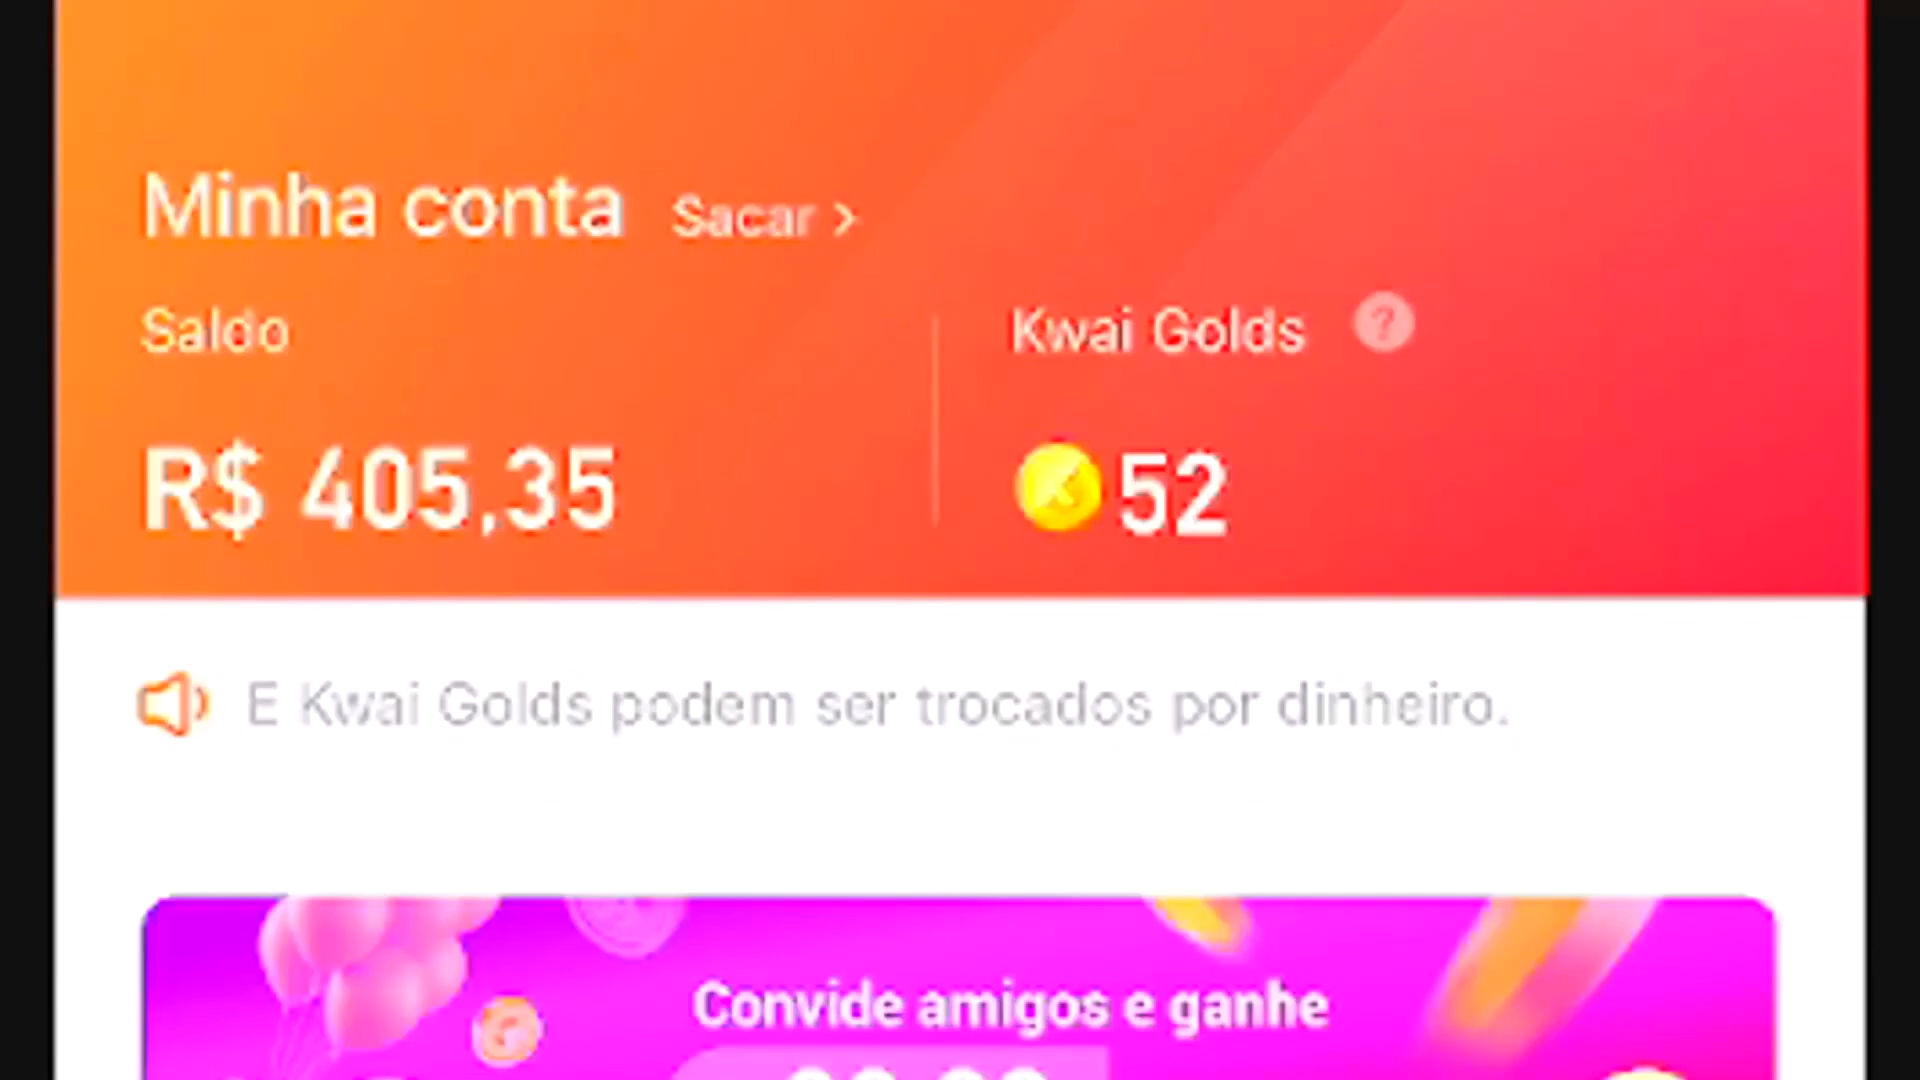 Minha conta Sacar >
Saldo
Kwai Golds ?
R$ 405,35
52
E Kwai Golds podem ser trocados por dinheiro.
Convide amigos e ganhe